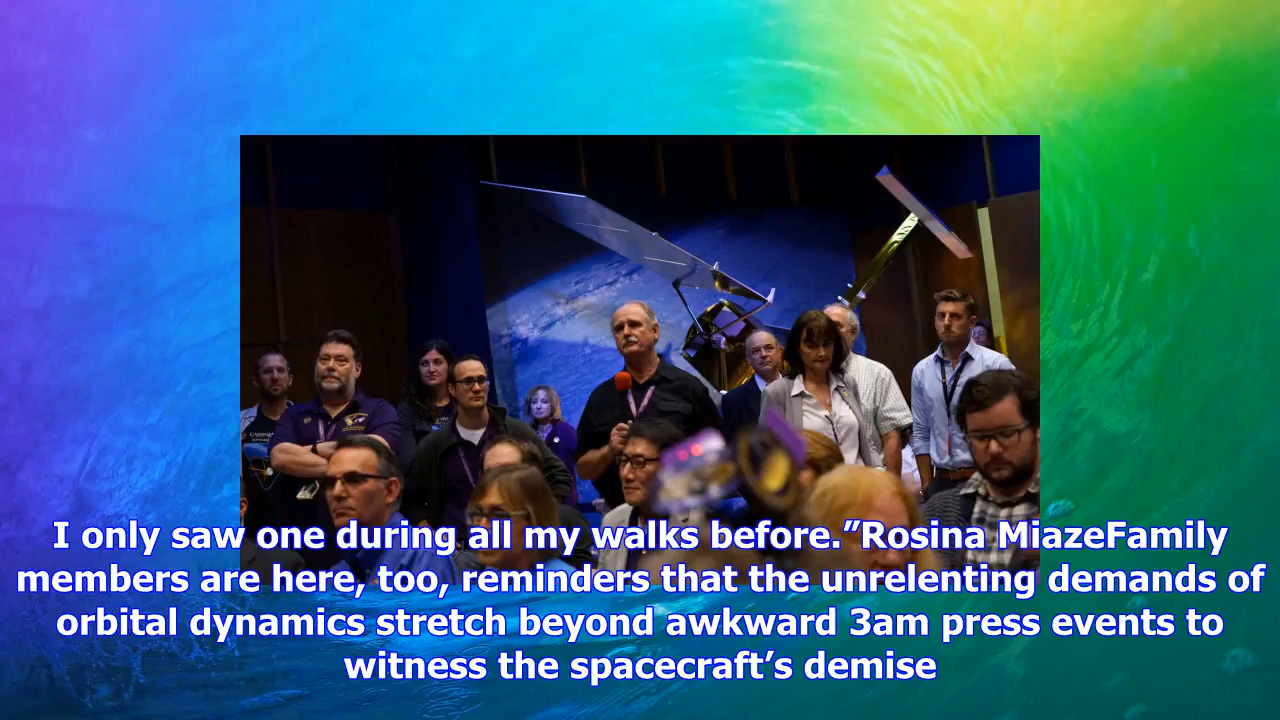 I only saw one during all my walks before.”Rosina MiazeFamily
members are here, too, reminders that the unrelenting demands of
orbital dynamics stretch beyond awkward 3am press events to
witness the spacecraft’s demise